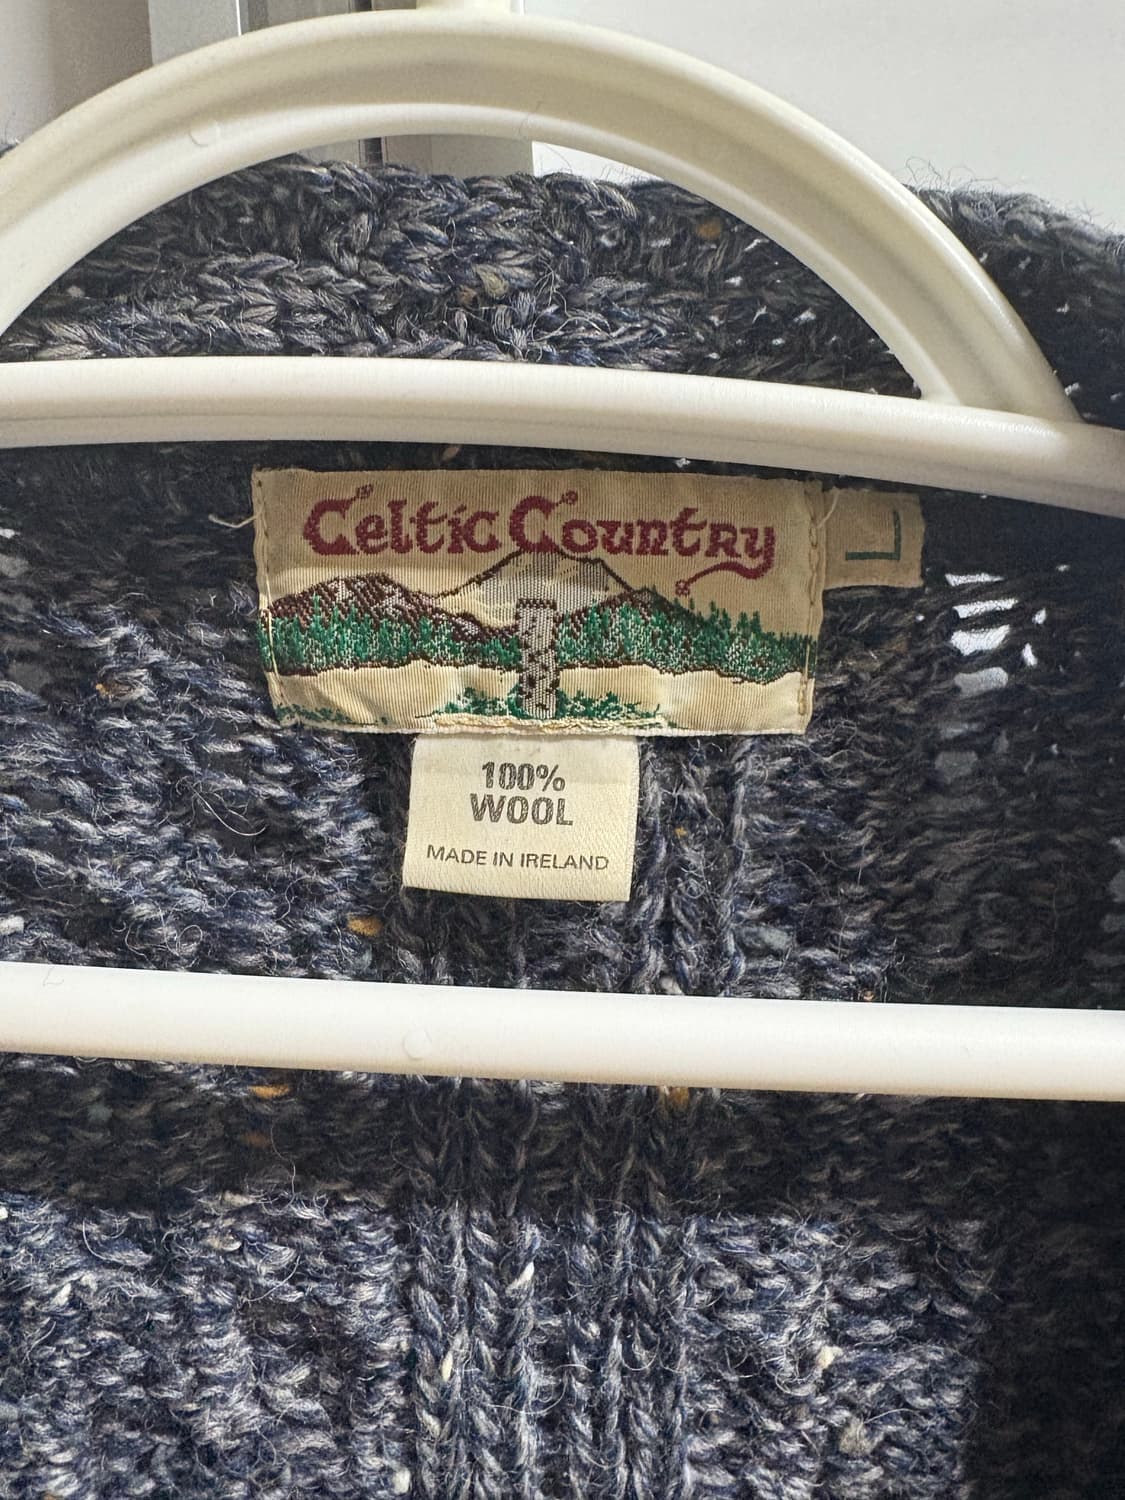 Celtic Country
L
100%
WOOL
MADE IN IRELAND